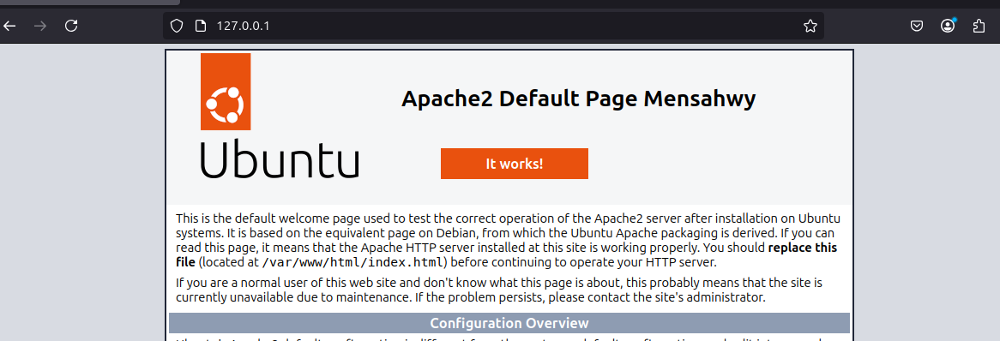 127.0.0.1
Apache2 Default Page Mensahwy
Ubuntu
It works!
This is the default welcome page used to test the correct operation of the Apache2 server after installation on Ubuntu
systems. It is based on the equivalent page on Debian, from which the Ubuntu Apache packaging is derived. If you can
read this page, it means that the Apache HTTP server installed at this site is working properly. You should replace this
file (located at /var/www/html/index.html) before continuing to operate your HTTP server.
If you are a normal user of this web site and don't know what this page is about, this probably means that the site is
currently unavailable due to maintenance. If the problem persists, please contact the site's administrator.
Configuration Overview